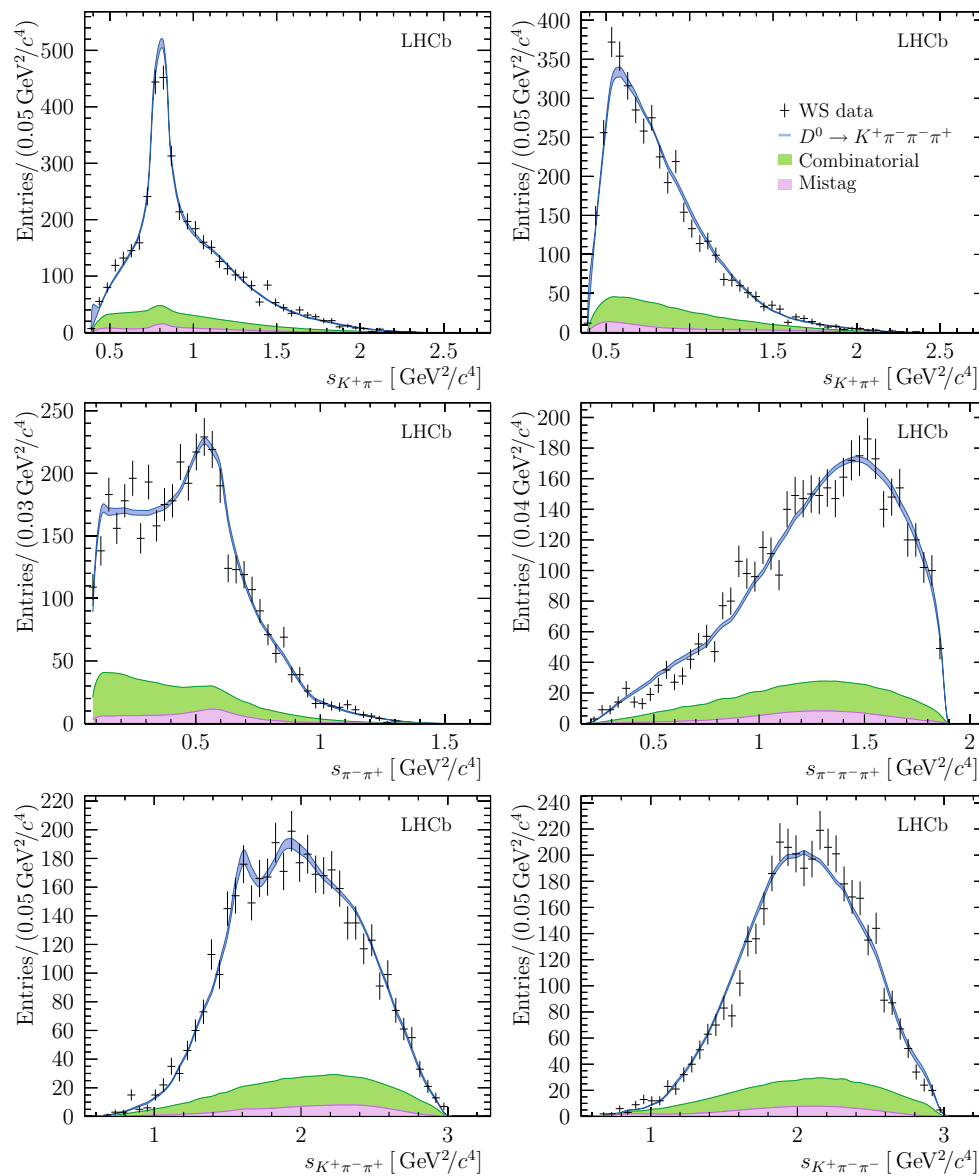 LHCb
Entries/ (0.05 GeV²/c⁴)
500
400
300
200
100
0
0.5 1 1.5 2 2.5
s_{K⁺π⁻} [ GeV²/c⁴]
LHCb
WS data
D⁰ → K⁺π⁻π⁻π⁺
Combinatorial
Mistag
Entries/ (0.05 GeV²/c⁴)
400
350
300
250
200
150
100
50
0
0.5 1 1.5 2 2.5
s_{K⁺π⁺} [ GeV²/c⁴]
LHCb
Entries/ (0.03 GeV²/c⁴)
250
200
150
100
50
0
0.5 1 1.5
s_{π⁻π⁺} [ GeV²/c⁴]
LHCb
Entries/ (0.04 GeV²/c⁴)
200
180
160
140
120
100
80
60
40
20
0
0.5 1 1.5 2
s_{π⁻π⁻π⁺} [ GeV²/c⁴]
LHCb
Entries/ (0.05 GeV²/c⁴)
220
200
180
160
140
120
100
80
60
40
20
0
1 2 3
s_{K⁺π⁻π⁺} [ GeV²/c⁴]
LHCb
Entries/ (0.05 GeV²/c⁴)
240
220
200
180
160
140
120
100
80
60
40
20
0
1 2 3
s_{K⁺π⁻π⁻} [ GeV²/c⁴]